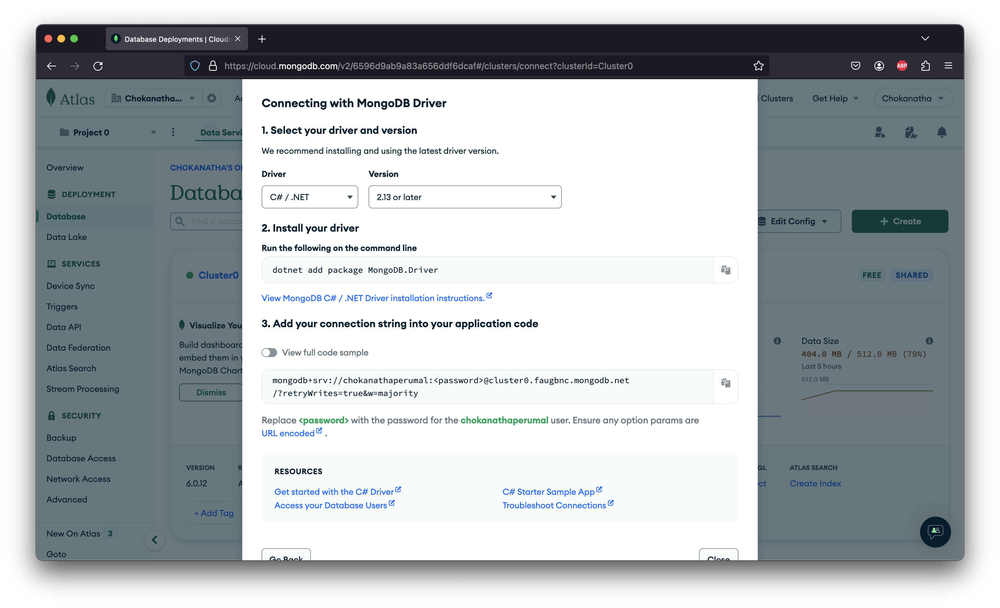 Database Deployments | Cloud:
https://cloud.mongodb.com/v2/6596d9ab9a83a656ddf6dcaf#/clusters/connect?clusterId=Cluster0
ABP
Atlas
Chokanatha...
Clusters
Get Help
Chokanatha
Project 0
Data Servi
Overview
DEPLOYMENT
Database
Data Lake
SERVICES
Device Sync
Triggers
Data API
Data Federation
Atlas Search
Stream Processing
SECURITY
Backup
Database Access
Network Access
Advanced
New On Atlas 3
Goto
CHOKANATHA'S O
Databa
Find a datab
Edit Config
+ Create
Cluster0
FREE
SHARED
Visualize You
Build dashboard
embed them in y
MongoDB Chart
Dismiss
Data Size
404.0 MB / 512.0 MB (79%)
Last 5 hours
512.0 MB
VERSION
6.0.12
+ Add Tag
QL
ct
ATLAS SEARCH
Create Index
Connecting with MongoDB Driver
1. Select your driver and version
We recommend installing and using the latest driver version.
Driver
Version
C# / .NET
2.13 or later
2. Install your driver
Run the following on the command line
dotnet add package MongoDB.Driver
View MongoDB C# / .NET Driver installation instructions.
3. Add your connection string into your application code
View full code sample
mongodb+srv://chokanathaperumal:<password>@cluster0.faugbnc.mongodb.net
/?retryWrites=true&w=majority
Replace <password> with the password for the chokanathaperumal user. Ensure any option params are
URL encoded .
RESOURCES
Get started with the C# Driver
C# Starter Sample App
Access your Database Users
Troubleshoot Connections
Go Back
Close